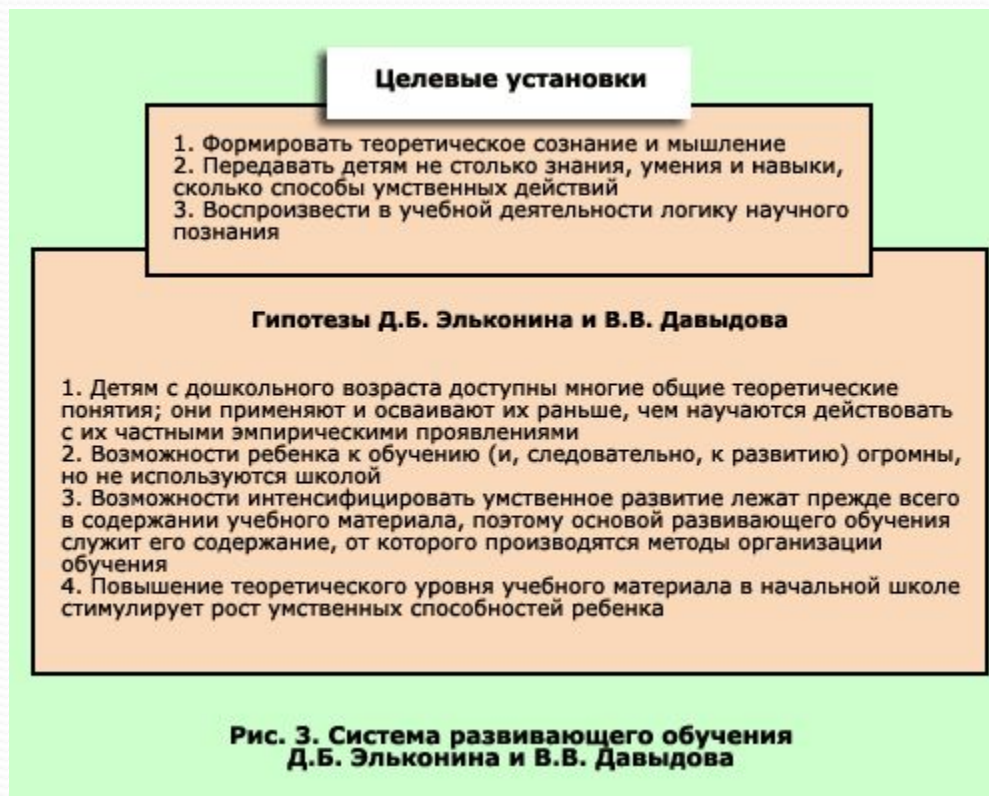 Целевые установки
1. Формировать теоретическое сознание и мышление
2. Передавать детям не столько знания, умения и навыки,
сколько способы умственных действий
3. Воспроизвести в учебной деятельности логику научного
познания
Гипотезы Д.Б. Эльконина и В.В. Давыдова
1. Детям с дошкольного возраста доступны многие общие теоретические
понятия; они применяют и осваивают их раньше, чем научаются действовать
с их частными эмпирическими проявлениями
2. Возможности ребенка к обучению (и, следовательно, к развитию) огромны,
но не используются школой
3. Возможности интенсифицировать умственное развитие лежат прежде всего
в содержании учебного материала, поэтому основой развивающего обучения
служит его содержание, от которого производятся методы организации
обучения
4. Повышение теоретического уровня учебного материала в начальной школе
стимулирует рост умственных способностей ребенка
Рис. 3. Система развивающего обучения
Д.Б. Эльконина и В.В. Давыдова